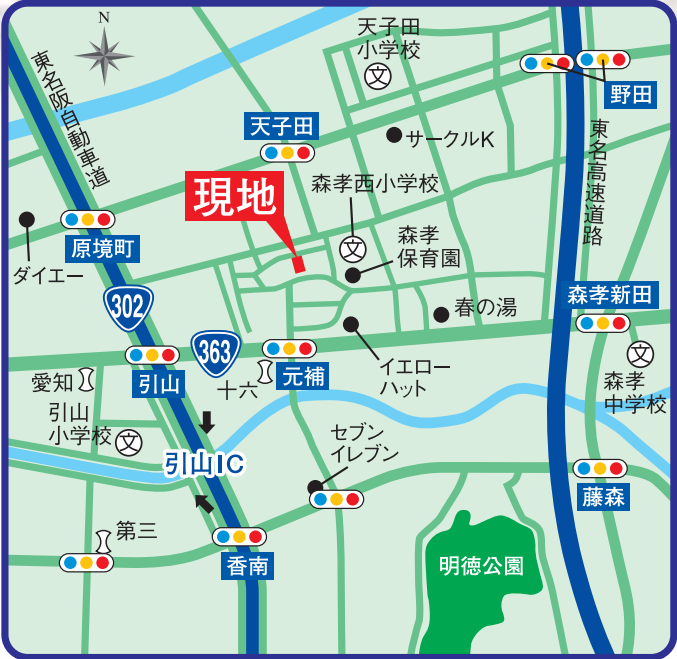 N
天子田
小学校
野田
東名阪自動車道
天子田
サークルK
東名高速道路
森孝西小学校
現地
原境町
森孝
保育園
ダイエー
302
森孝新田
春の湯
363
引山
元補
イエロー
ハット
愛知
十六
森孝
中学校
引山
小学校
文
文
文
文
セブン
イレブン
引山IC
藤森
第三
香南
明徳公園